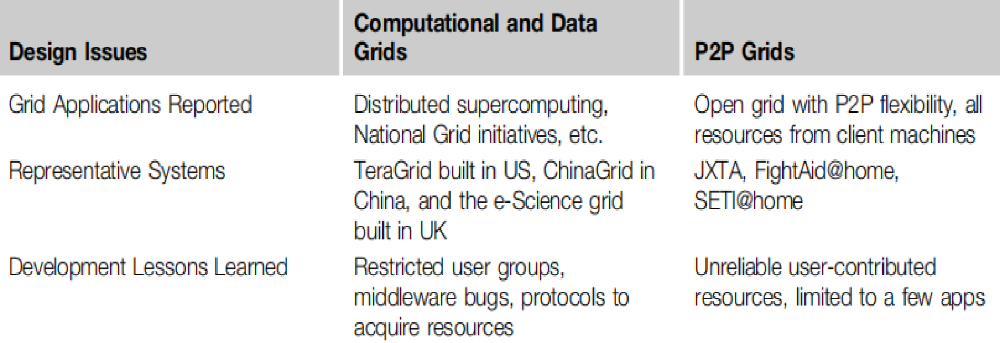 Design Issues
Computational and Data
Grids
P2P Grids
Grid Applications Reported
Distributed supercomputing,
National Grid initiatives, etc.
Open grid with P2P flexibility, all
resources from client machines
Representative Systems
TeraGrid built in US, ChinaGrid in
China, and the e-Science grid
built in UK
JXTA, FightAid@home,
SETI@home
Development Lessons Learned
Restricted user groups,
middleware bugs, protocols to
acquire resources
Unreliable user-contributed
resources, limited to a few apps